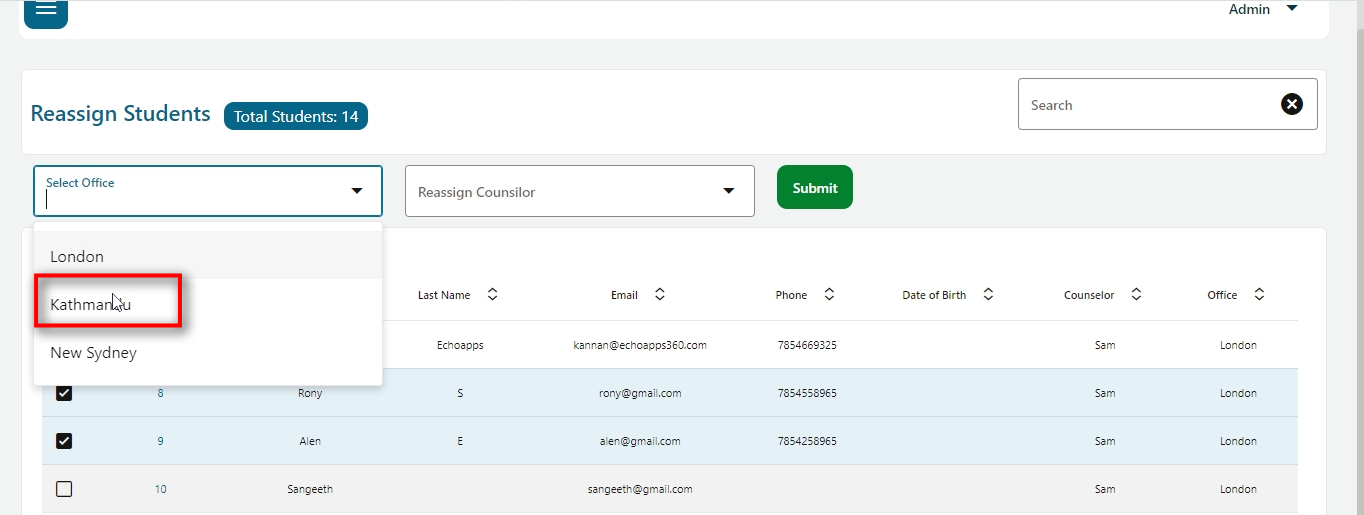 Admin
Reassign Students Total Students: 14 Search
Select Office Reassign Counsilor Submit
London
Kathmandu
New Sydney
Last Name Email Phone Date of Birth Counselor Office
Echoapps kannan@echoapps360.com 7854669325 Sam London
8 Rony S rony@gmail.com 7854558965 Sam London
9 Alen E alen@gmail.com 7854258965 Sam London
10 Sangeeth sangeeth@gmail.com Sam London